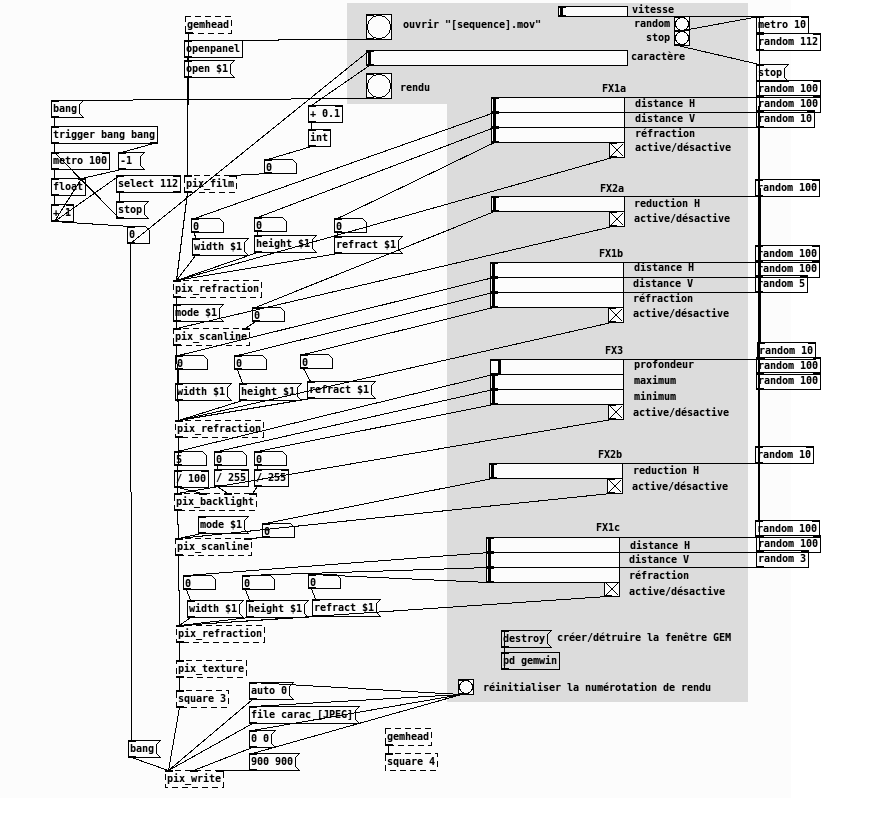 vitesse
gemhead
ouvrir "[sequence].mov"
random
metro 10
stop
random 112
openpanel
caractère
open $1
stop
rendu
FX1a
random 100
bang
distance H
random 100
+ 0.1
distance V
random 10
trigger bang bang
int
réfraction
active/désactive
metro 100
-1
0
float
select 112
pix_film
FX2a
random 100
reduction H
+ 1
stop
active/désactive
0
0
0
0
width $1
height $1
refract $1
FX1b
random 100
distance H
random 100
distance V
random 5
pix_refraction
réfraction
mode $1
0
active/désactive
pix_scanline
FX3
random 10
0
0
0
profondeur
random 100
maximum
random 100
width $1
height $1
refract $1
minimum
active/désactive
pix_refraction
FX2b
random 10
5
0
0
reduction H
/ 100
/ 255
/ 255
active/désactive
pix_backlight
mode $1
0
FX1c
random 100
pix_scanline
distance H
random 100
distance V
random 3
0
0
0
réfraction
active/désactive
width $1
height $1
refract $1
pix_refraction
destroy
créer/détruire la fenêtre GEM
pd gemwin
pix_texture
auto 0
réinitialiser la numérotation de rendu
square 3
file carac [JPEG]
0 0
gemhead
bang
900 900
square 4
pix_write